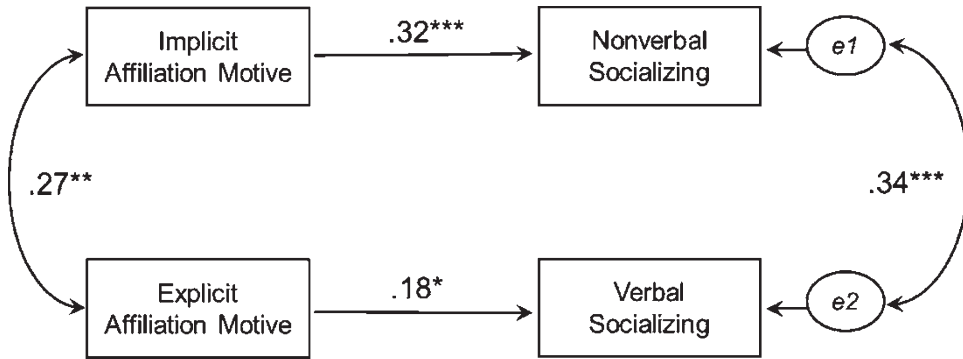 Implicit
Affiliation Motive
.32***
Nonverbal
Socializing
e1
.27**
.34***
Explicit
Affiliation Motive
.18*
Verbal
Socializing
e2